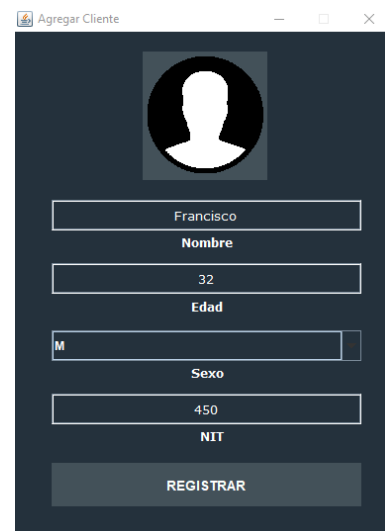 Agregar Cliente
Francisco
Nombre
32
Edad
M
Sexo
450
NIT
REGISTRAR